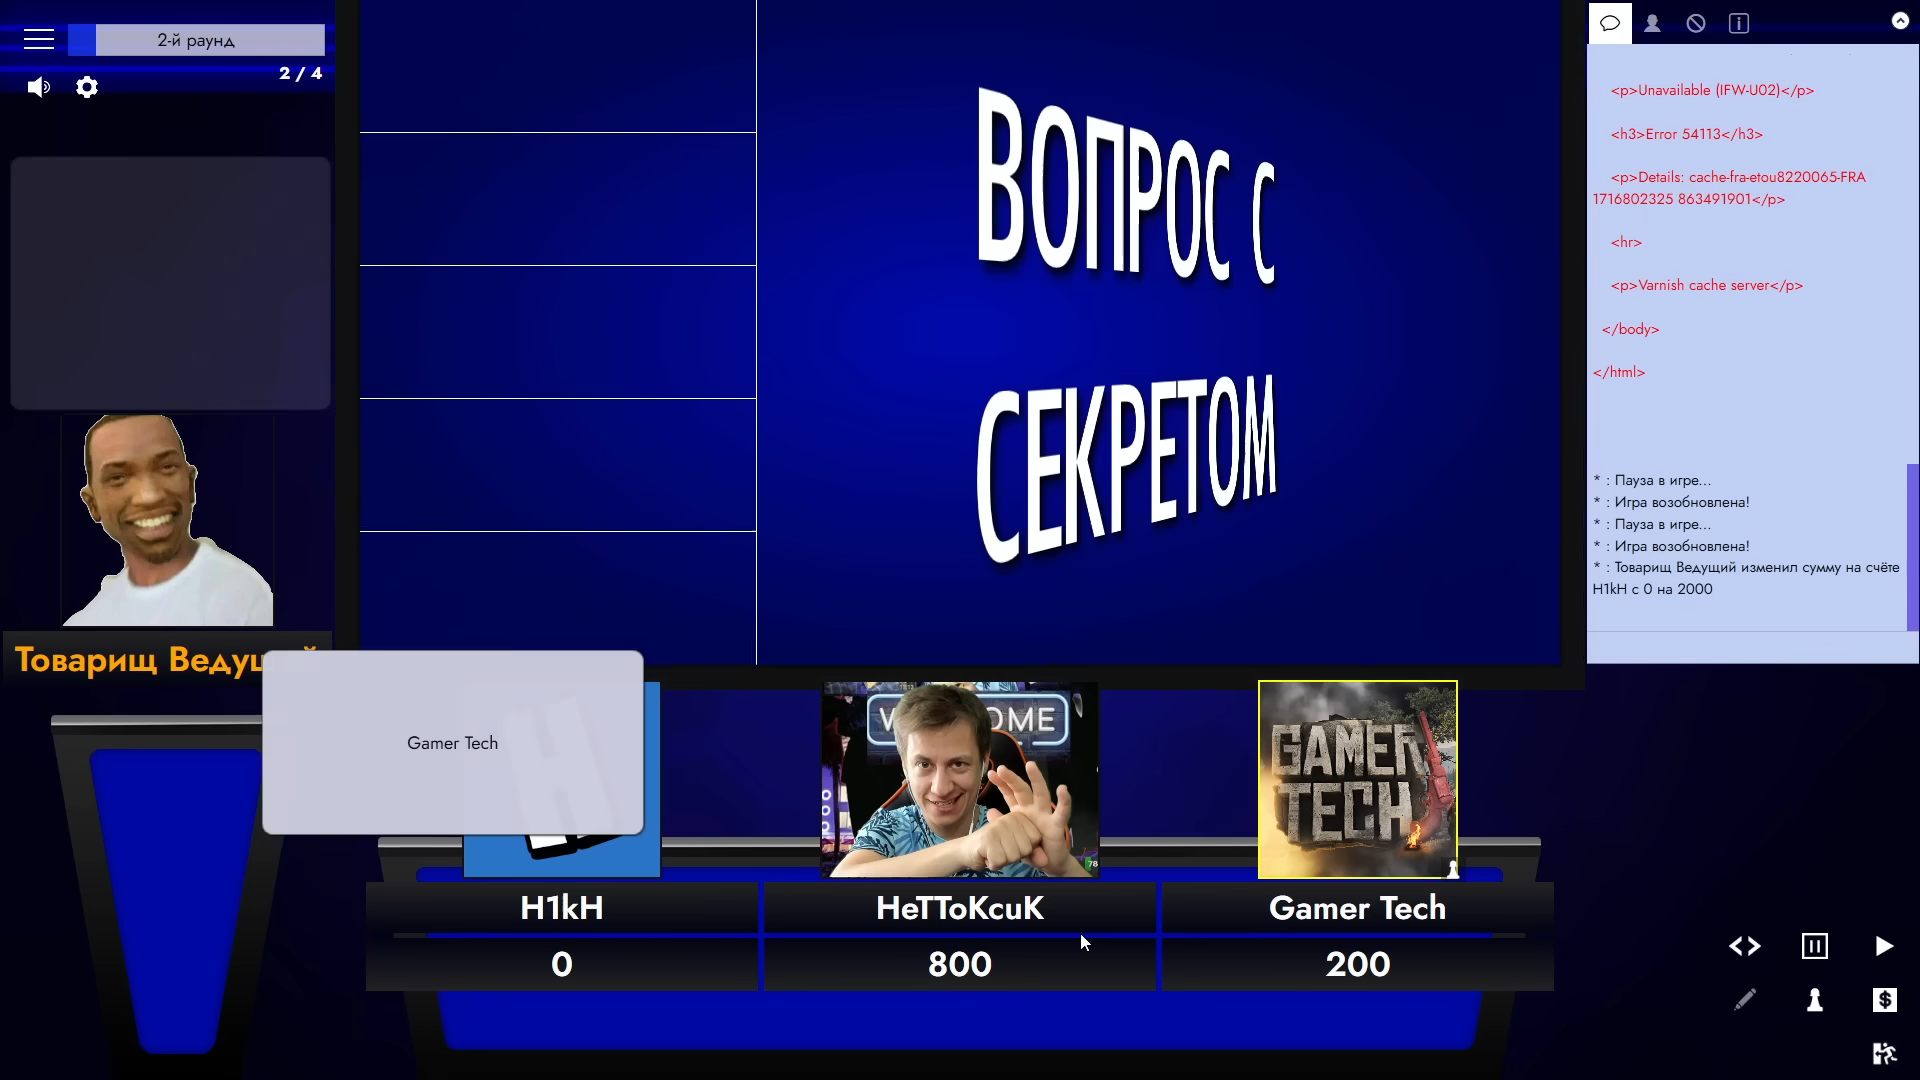 2-й раунд
2 / 4
ВОПРОС С
СЕКРЕТОМ
<p>Unavailable (IFW-U02)</p>
<h3>Error 54113</h3>
<p>Details: cache-fra-etou8220065-FRA
1716802325 863491901</p>
<hr>
<p>Varnish cache server</p>
</body>
</html>
* : Пауза в игре...
* : Игра возобновлена!
* : Пауза в игре...
* : Игра возобновлена!
* : Товарищ Ведущий изменил сумму на счёте
H1kH с 0 на 2000
Товарищ
Gamer Tech
GAMER
TECH
78
H1kH
HeTToKcuK
Gamer Tech
0
800
200